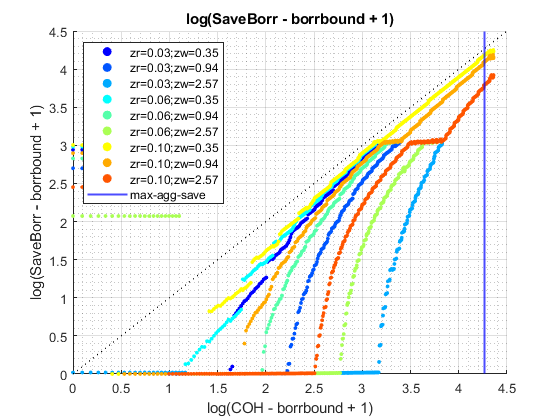 log(SaveBorr - borrbound + 1)
4.5
4
3.5
3
2.5
2
1.5
1
0.5
0
log(SaveBorr - borrbound + 1)
zr=0.03;zw=0.35
zr=0.03;zw=0.94
zr=0.03;zw=2.57
zr=0.06;zw=0.35
zr=0.06;zw=0.94
zr=0.06;zw=2.57
zr=0.10;zw=0.35
zr=0.10;zw=0.94
zr=0.10;zw=2.57
max-agg-save
0 0.5 1 1.5 2 2.5 3 3.5 4 4.5
log(COH - borrbound + 1)